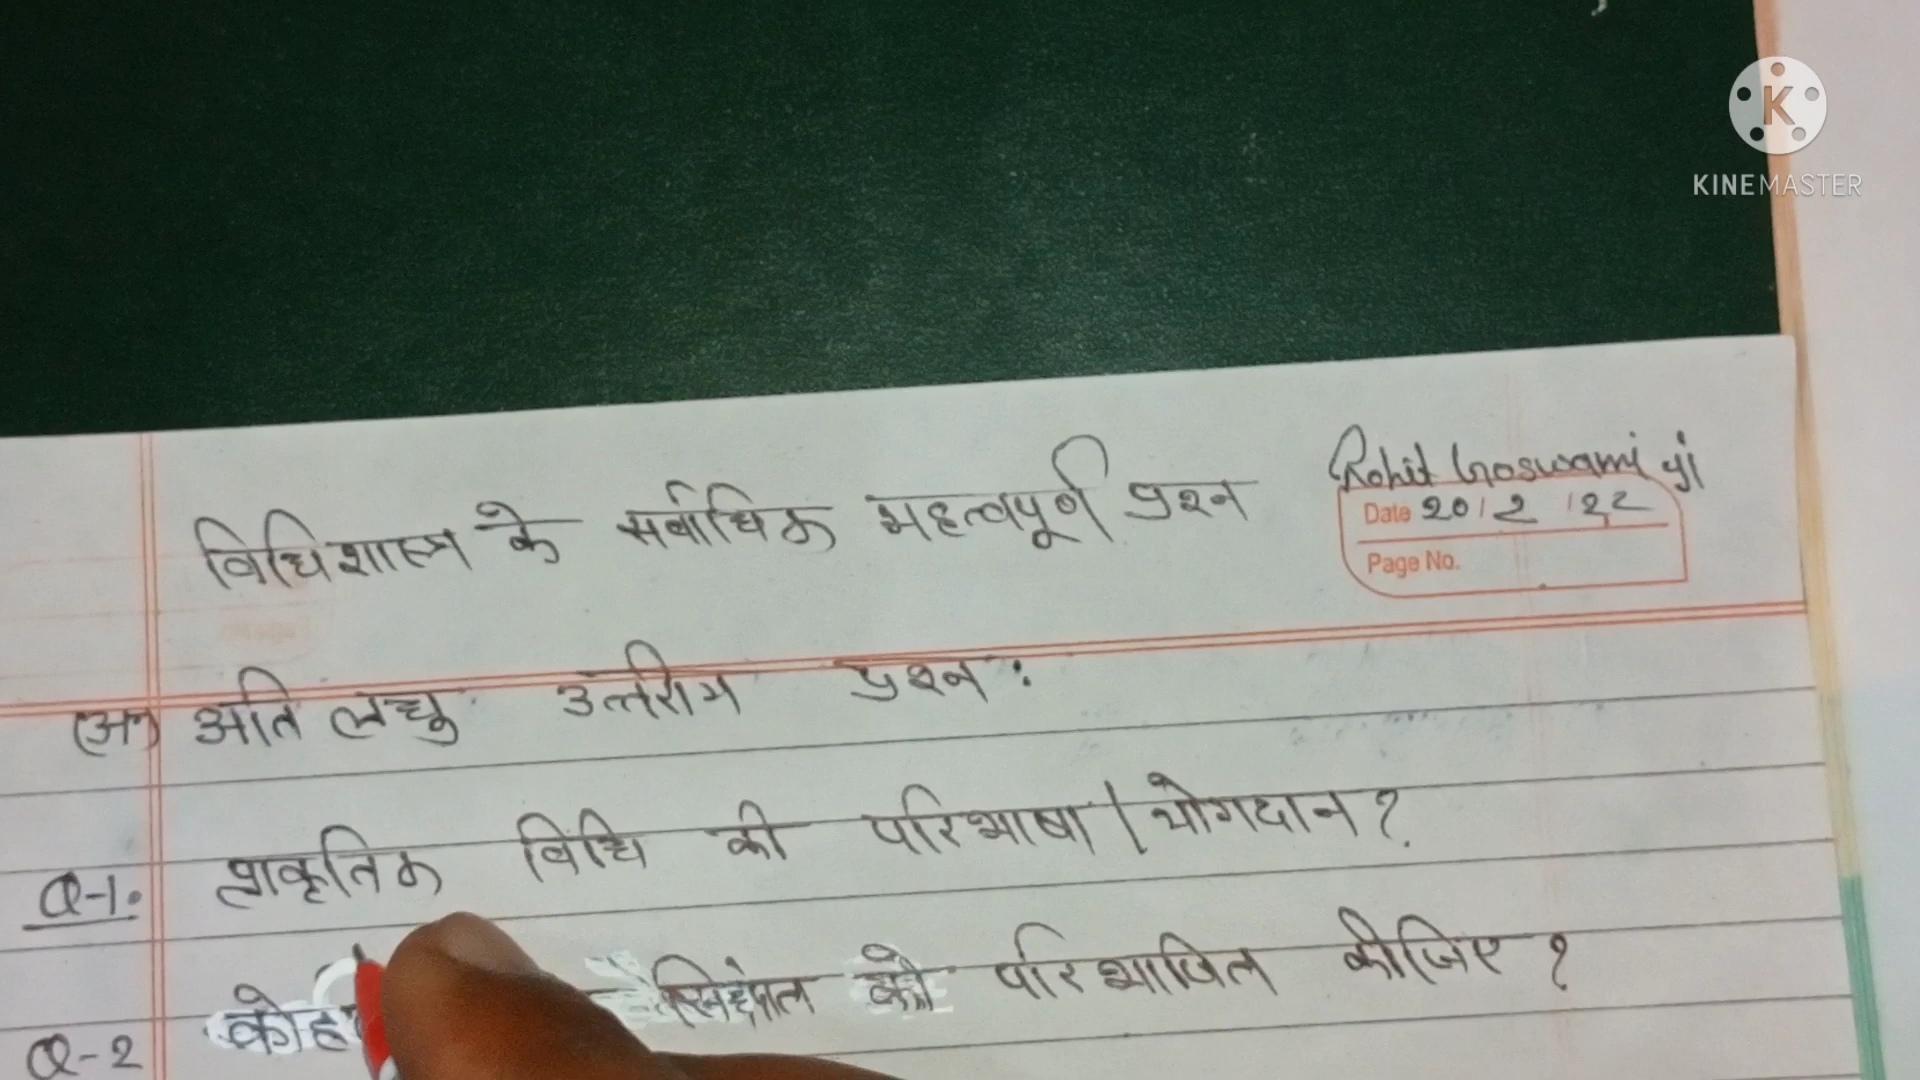 KINEMASTER
Rohit Goswami ji
विधिशास्त्र के सर्वाधिक महत्वपूर्ण प्रश्न
Date 20/2/22
Page No.
(अ) अति लघु उत्तरीय प्रश्न :
Q-1. प्राकृतिक विधि की परिभाषा / योगदान ?
Q-2 सिद्धांत को परिभाषित कीजिए ?